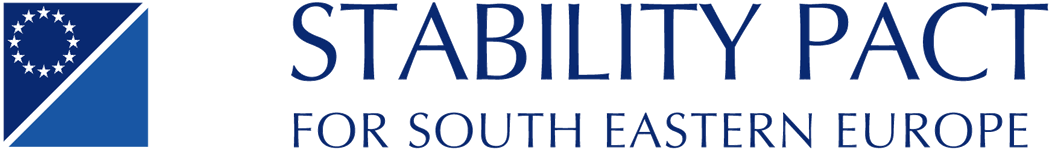 STABILITY PACT
FOR SOUTH EASTERN EUROPE